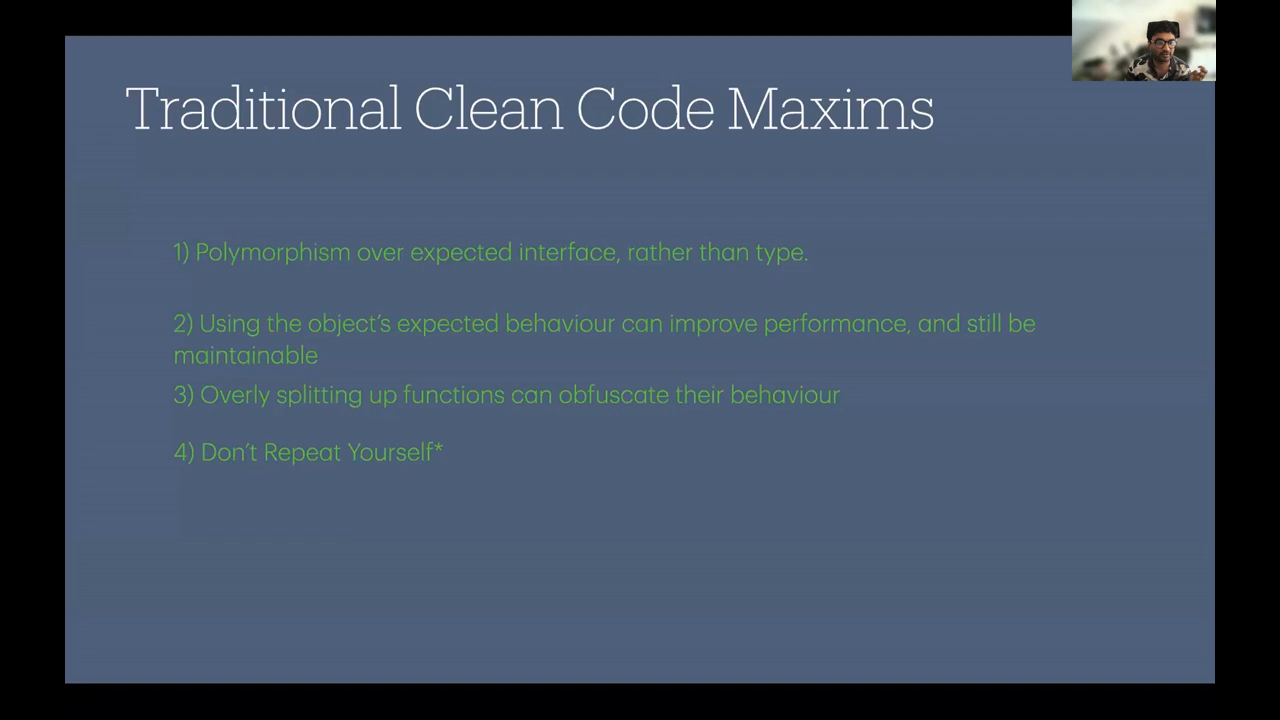 Traditional Clean Code Maxims
1) Polymorphism over expected interface, rather than type.
2) Using the object’s expected behaviour can improve performance, and still be
maintainable
3) Overly splitting up functions can obfuscate their behaviour
4) Don’t Repeat Yourself*